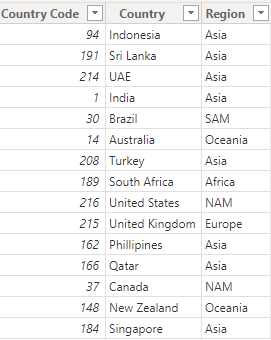 Country Code Country Region
94 Indonesia Asia
191 Sri Lanka Asia
214 UAE Asia
1 India Asia
30 Brazil SAM
14 Australia Oceania
208 Turkey Asia
189 South Africa Africa
216 United States NAM
215 United Kingdom Europe
162 Phillipines Asia
166 Qatar Asia
37 Canada NAM
148 New Zealand Oceania
184 Singapore Asia